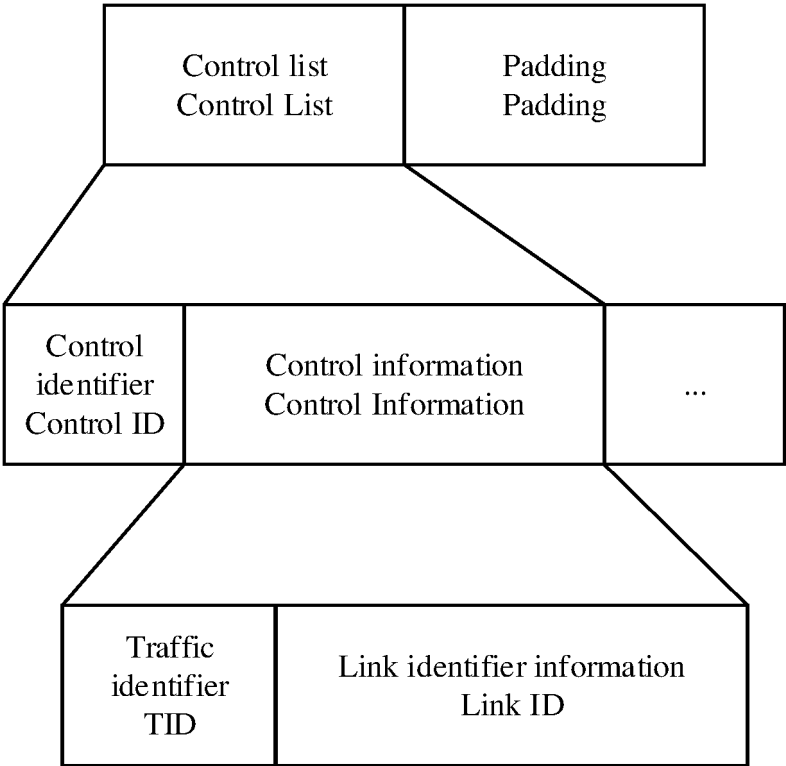 Control list
Control List
Padding
Padding
Control
identifier
Control ID
Control information
Control Information
...
Traffic
identifier
TID
Link identifier information
Link ID